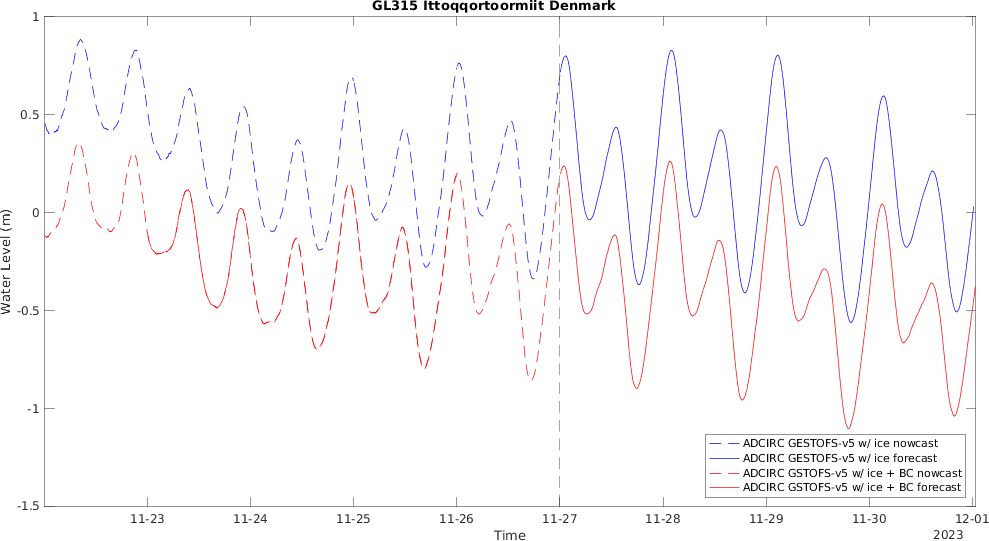 GL315 Ittoqqortoormiit Denmark
1
0.5
0
-0.5
-1
-1.5
Water Level (m)
11-23 11-24 11-25 11-26 11-27 11-28 11-29 11-30 12-01
Time
2023
ADCIRC GESTOFS-v5 w/ ice nowcast
ADCIRC GESTOFS-v5 w/ ice forecast
ADCIRC GSTOFS-v5 w/ ice + BC nowcast
ADCIRC GSTOFS-v5 w/ ice + BC forecast